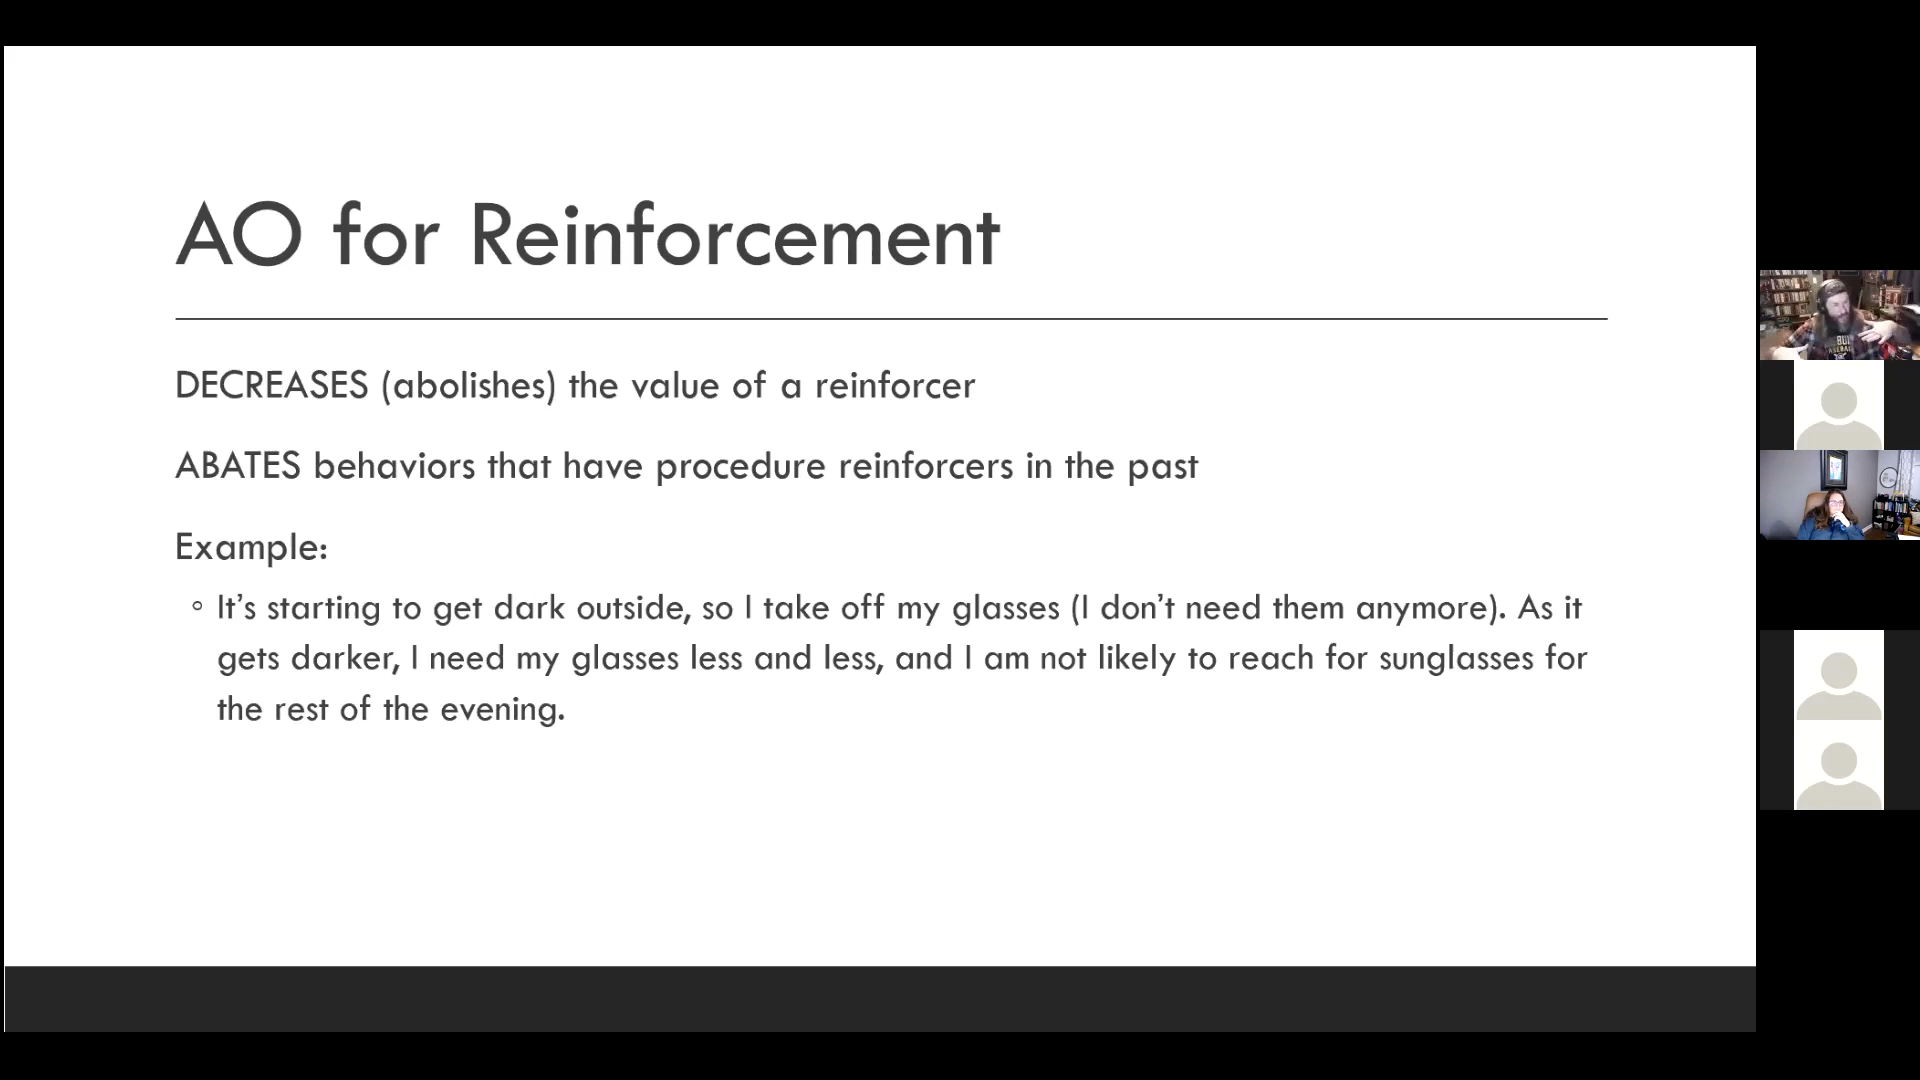 AO for Reinforcement
DECREASES (abolishes) the value of a reinforcer
ABATES behaviors that have procedure reinforcers in the past
Example:
◦ It’s starting to get dark outside, so I take off my glasses (I don’t need them anymore). As it
gets darker, I need my glasses less and less, and I am not likely to reach for sunglasses for
the rest of the evening.